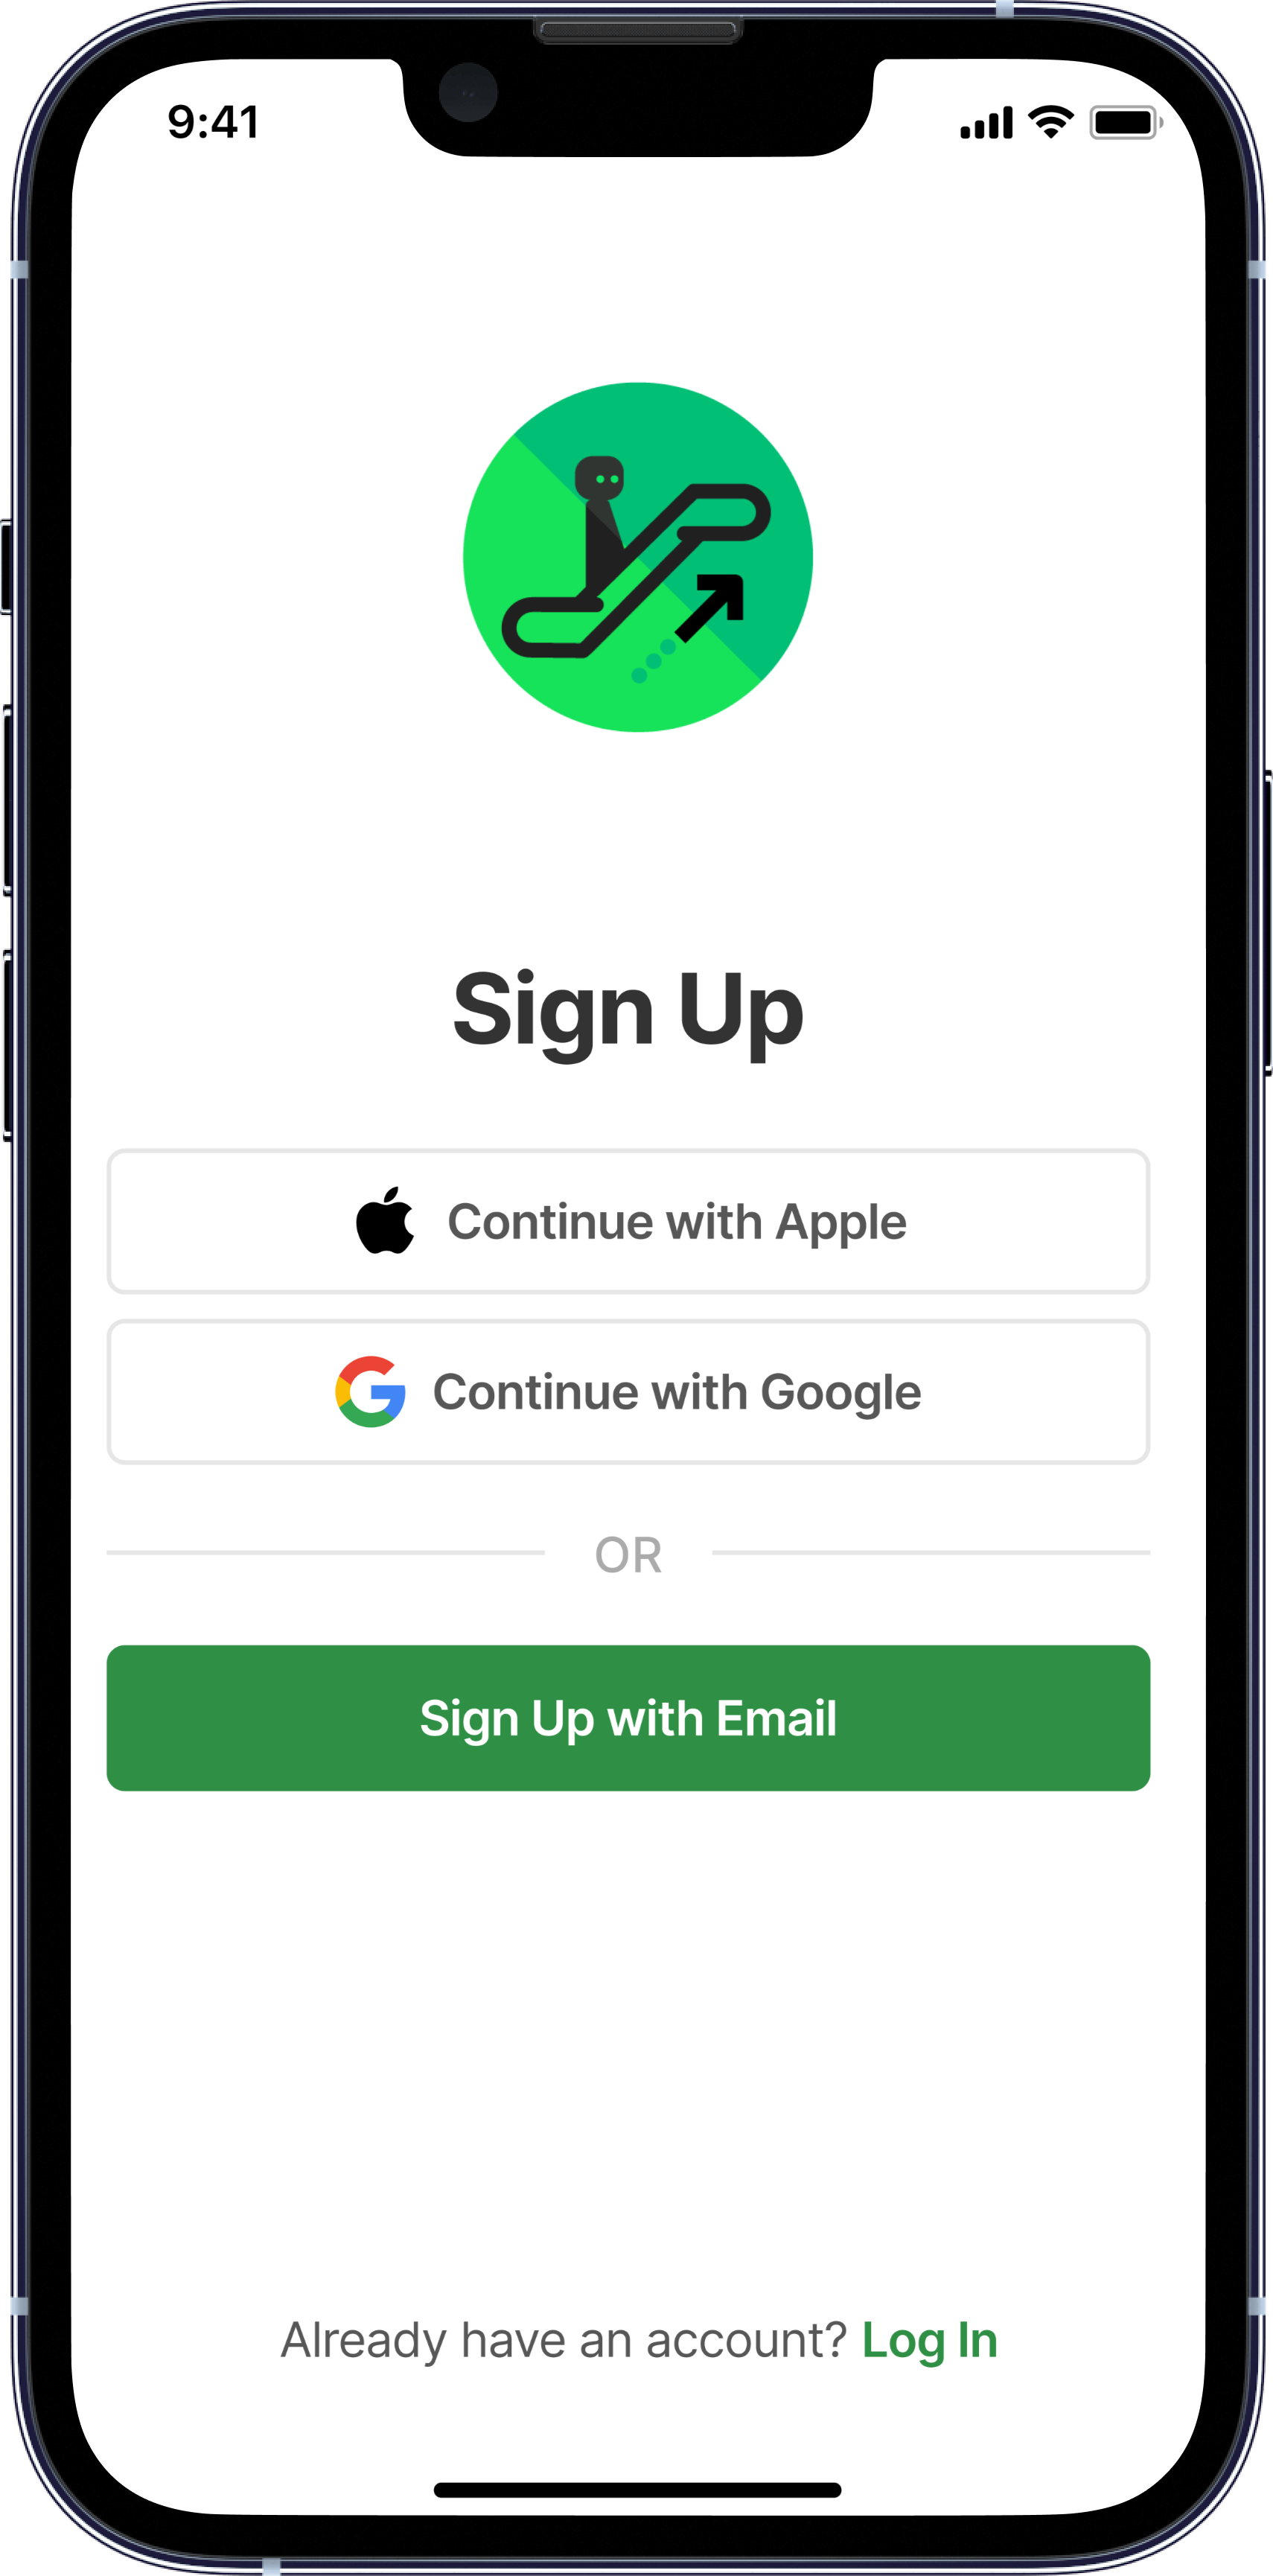 9:41
Sign Up
Continue with Apple
Continue with Google
OR
Sign Up with Email
Already have an account? Log In